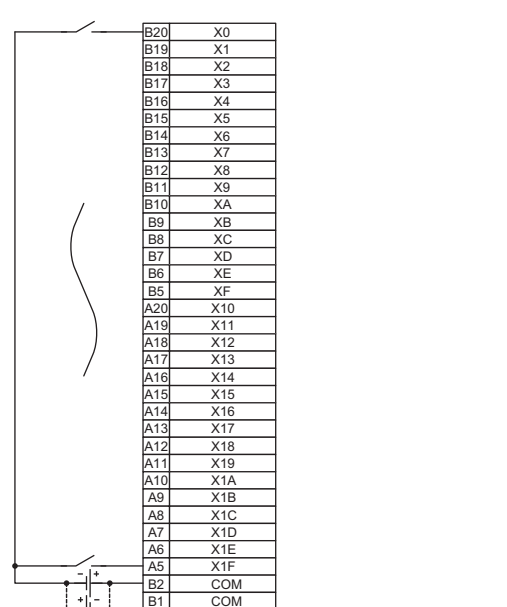 B20 X0
B19 X1
B18 X2
B17 X3
B16 X4
B15 X5
B14 X6
B13 X7
B12 X8
B11 X9
B10 XA
B9 XB
B8 XC
B7 XD
B6 XE
B5 XF
A20 X10
A19 X11
A18 X12
A17 X13
A16 X14
A15 X15
A14 X16
A13 X17
A12 X18
A11 X19
A10 X1A
A9 X1B
A8 X1C
A7 X1D
A6 X1E
A5 X1F
- +
B2 COM
+ -
B1 COM